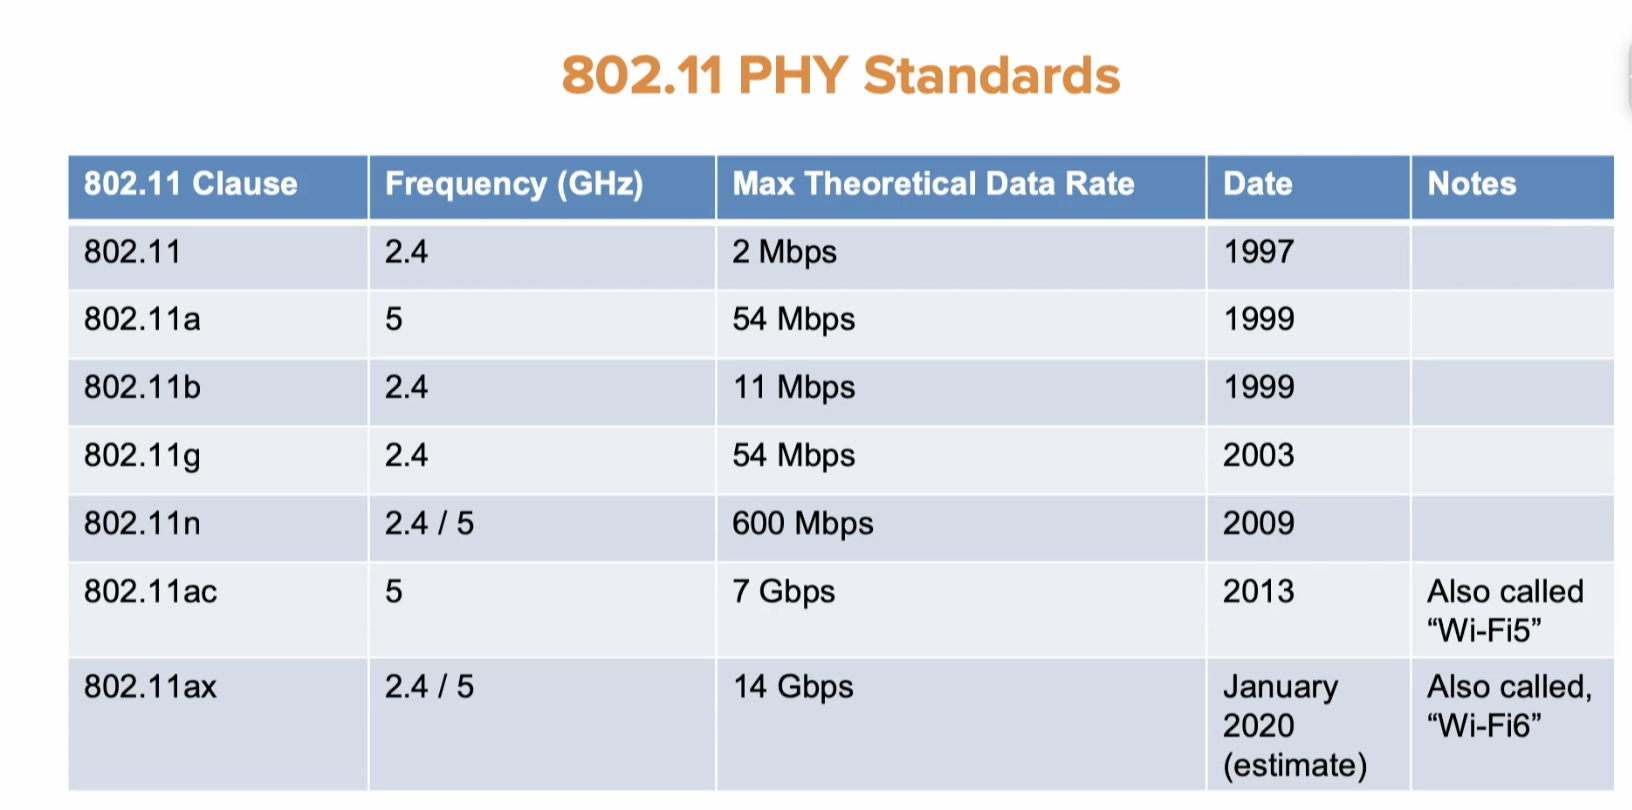 802.11 PHY Standards
802.11 Clause Frequency (GHz) Max Theoretical Data Rate Date Notes
802.11 2.4 2 Mbps 1997
802.11a 5 54 Mbps 1999
802.11b 2.4 11 Mbps 1999
802.11g 2.4 54 Mbps 2003
802.11n 2.4 / 5 600 Mbps 2009
802.11ac 5 7 Gbps 2013 Also called
“Wi-Fi5”
802.11ax 2.4 / 5 14 Gbps January Also called,
2020 “Wi-Fi6”
(estimate)